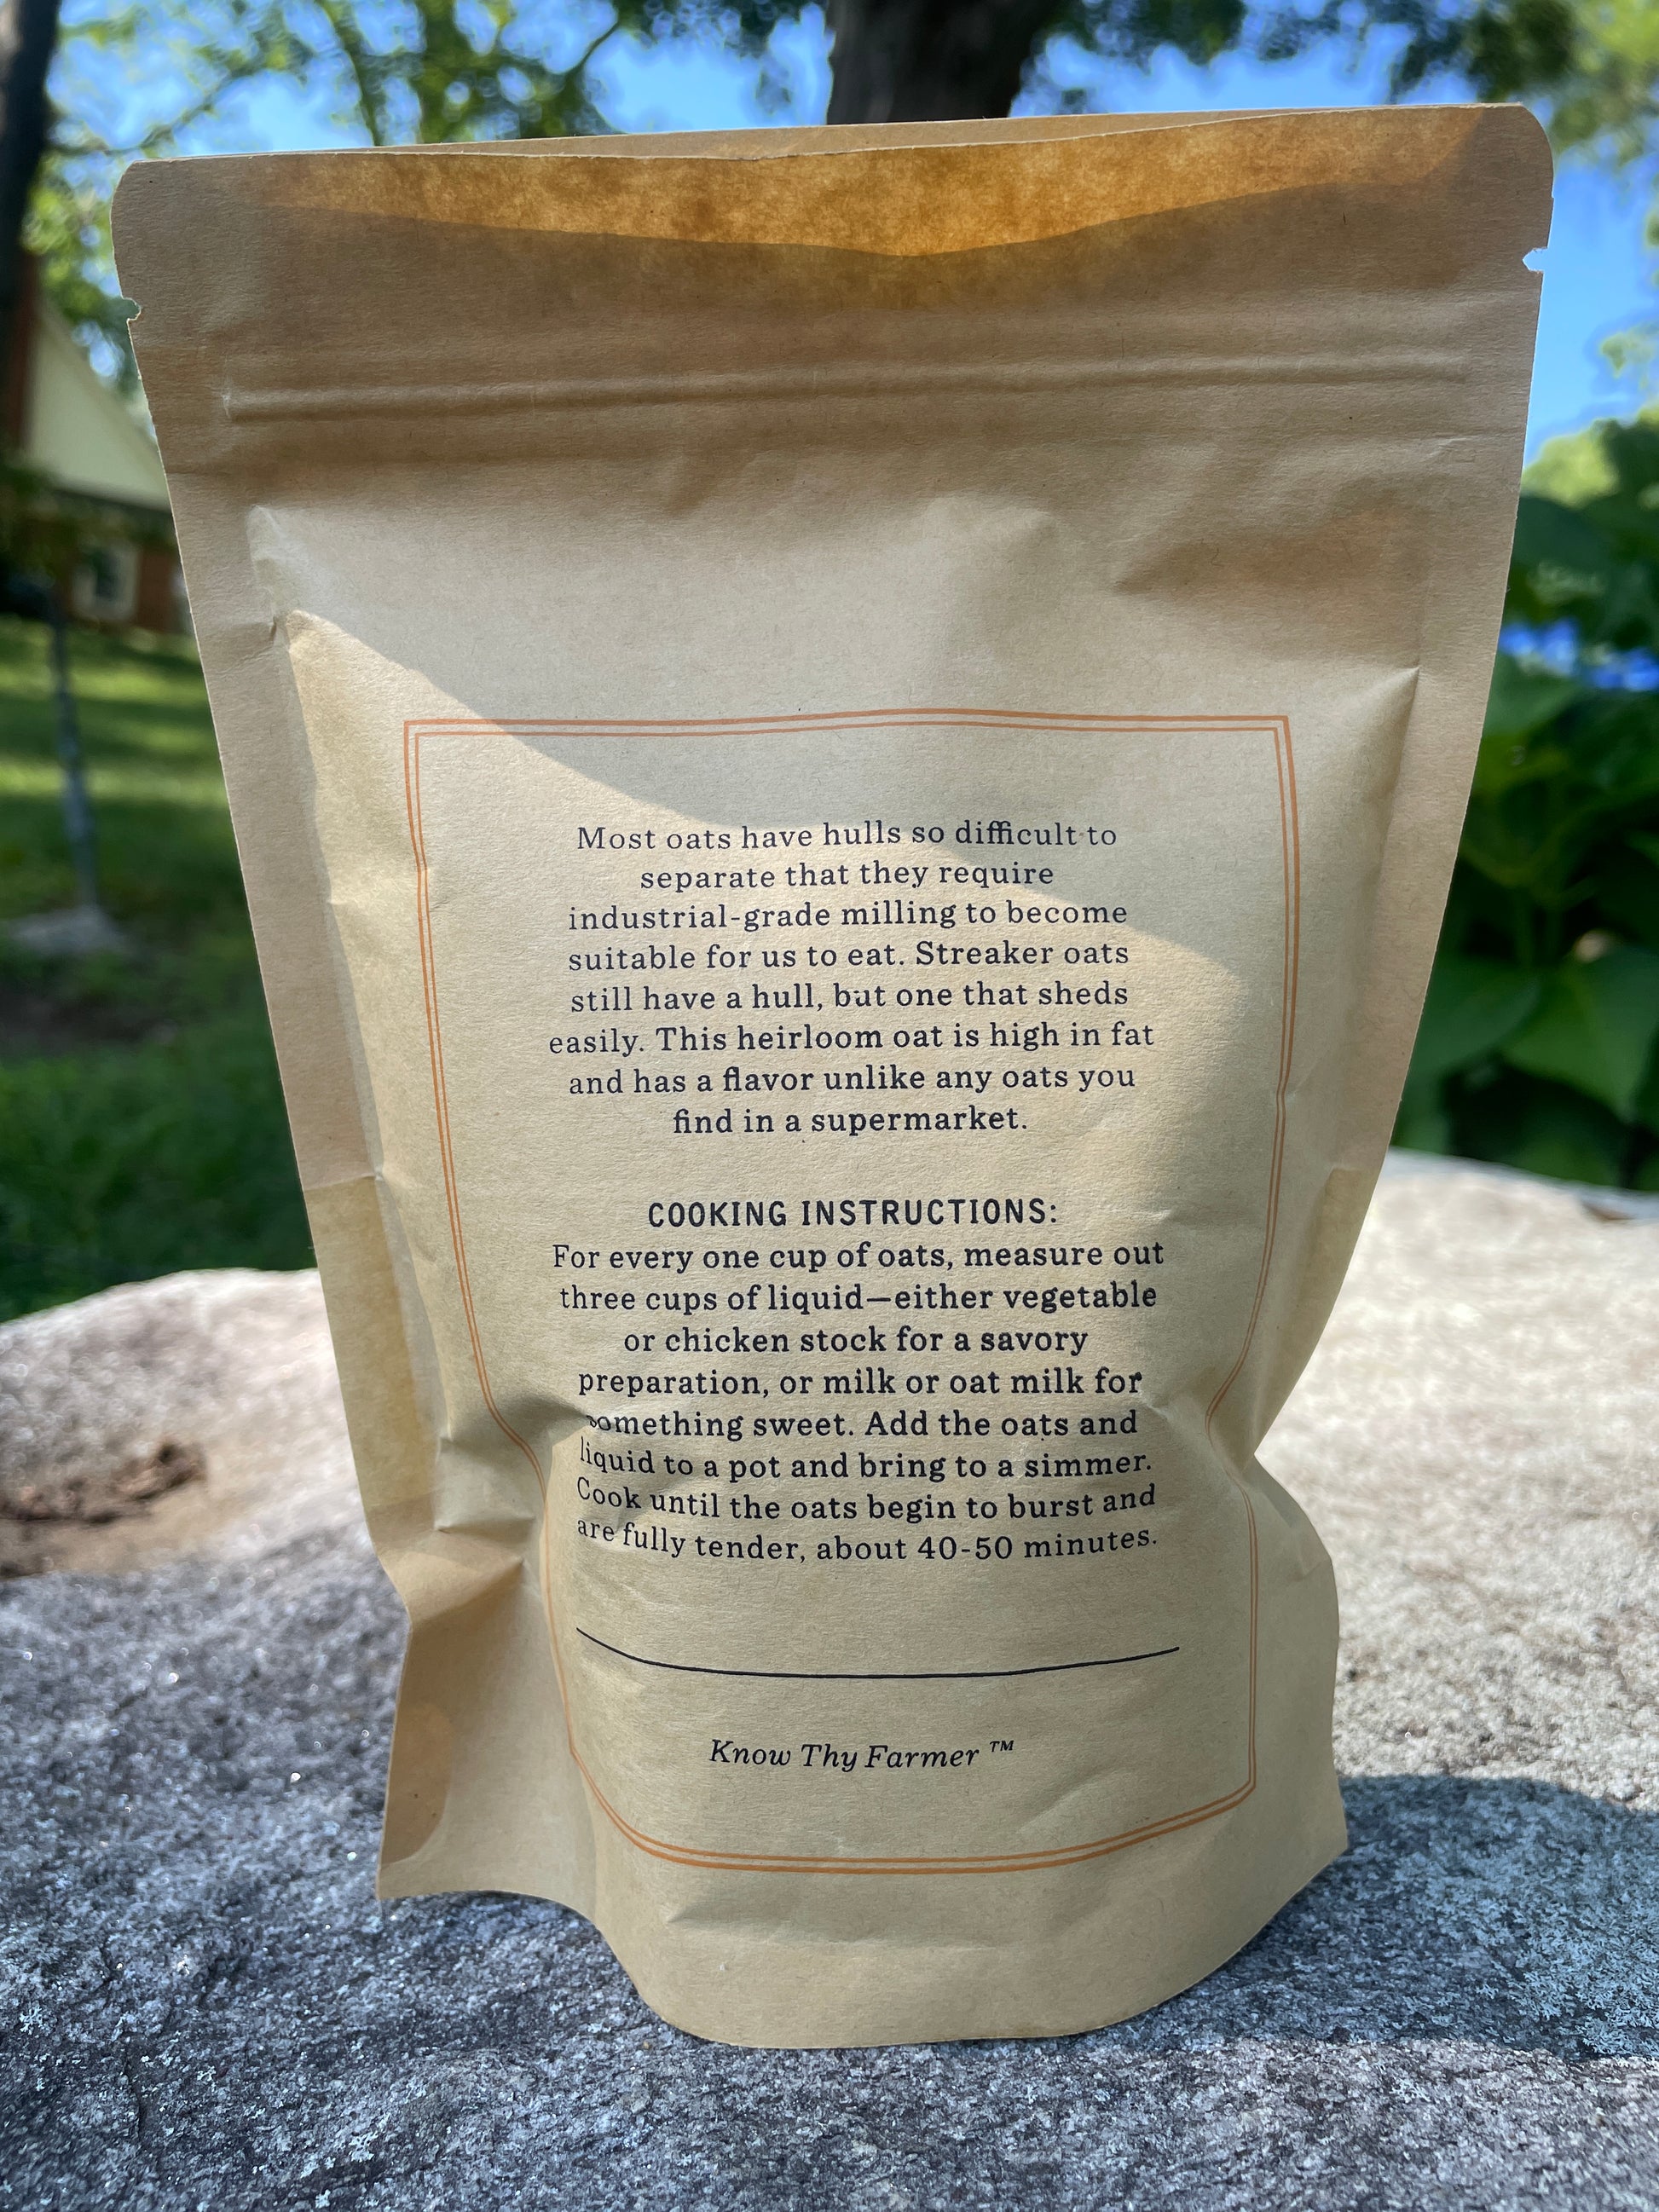 Most oats have hulls so difficult to
separate that they require
industrial-grade milling to become
suitable for us to eat. Streaker oats
still have a hull, but one that sheds
easily. This heirloom oat is high in fat
and has a flavor unlike any oats you
find in a supermarket.
COOKING INSTRUCTIONS:
For every one cup of oats, measure out
three cups of liquid—either vegetable
or chicken stock for a savory
preparation, or milk or oat milk for
something sweet. Add the oats and
liquid to a pot and bring to a simmer.
Cook until the oats begin to burst and
are fully tender, about 40-50 minutes.
Know Thy Farmer ™